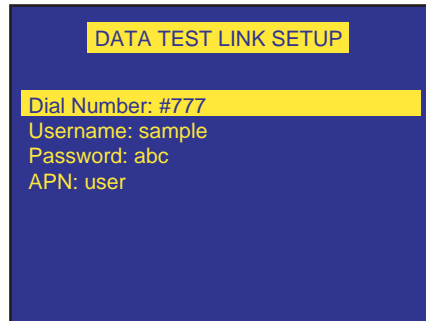 DATA TEST LINK SETUP
Dial Number: #777
Username: sample
Password: abc
APN: user